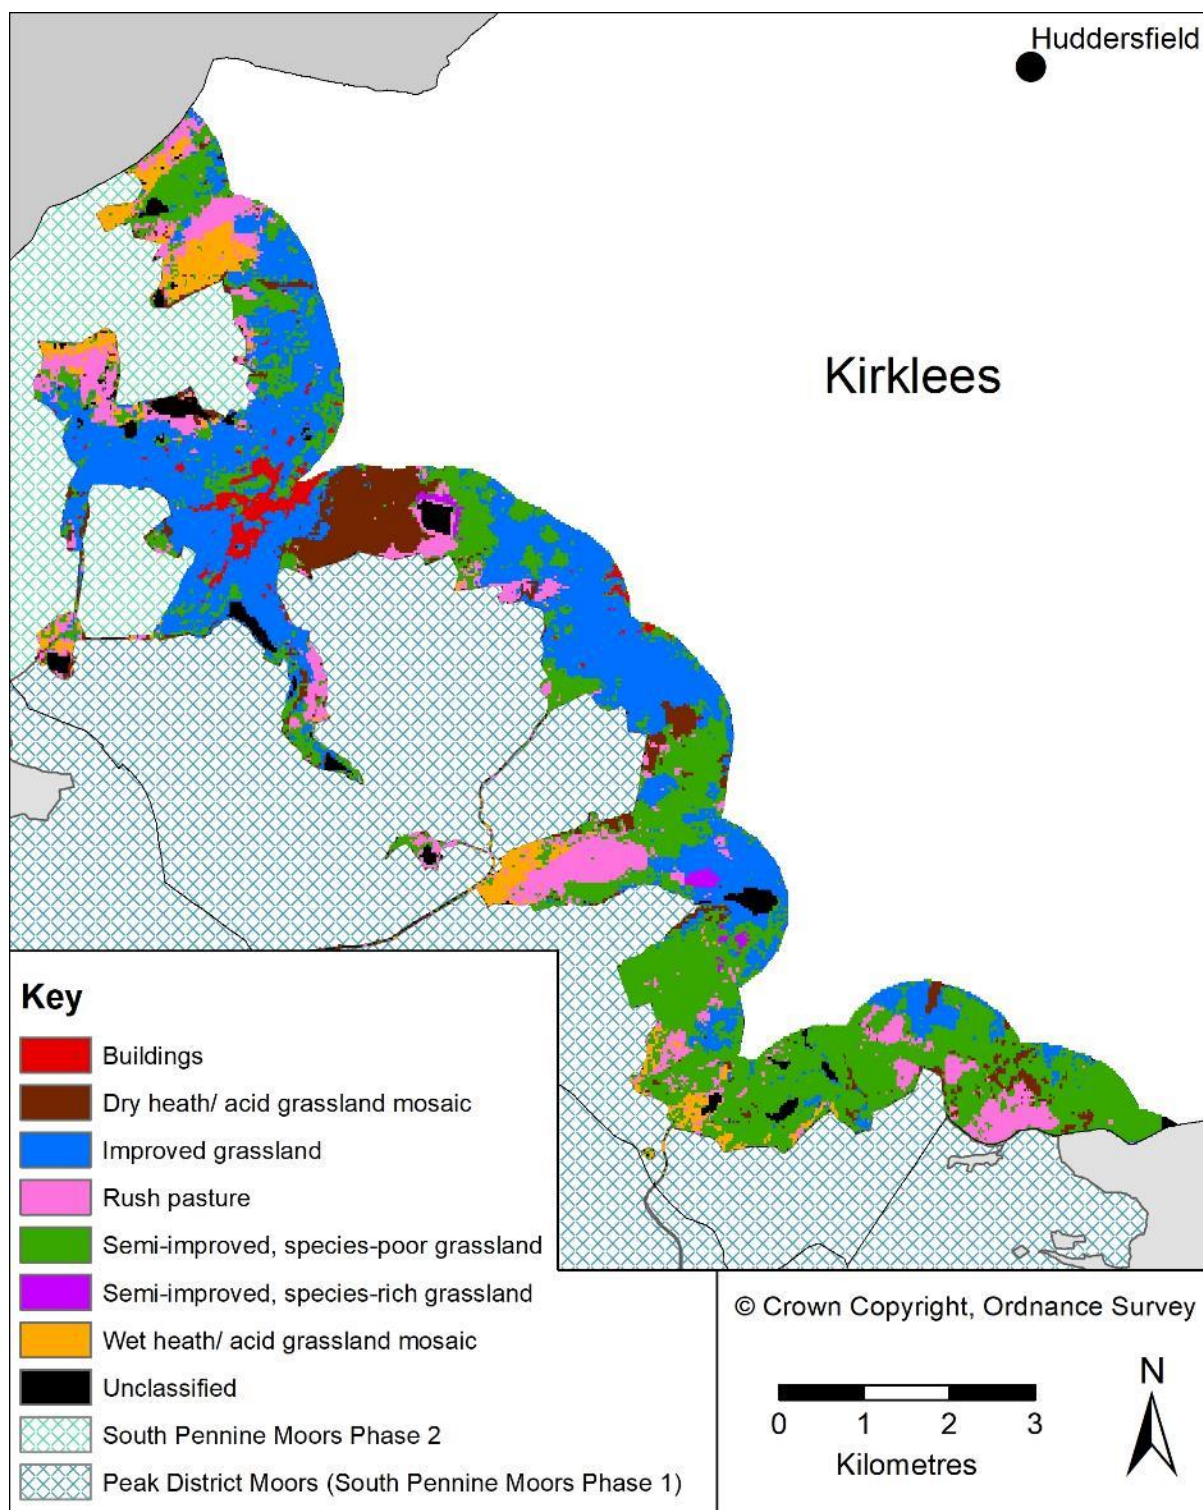 Huddersfield
Kirklees
Key
Buildings
Dry heath/ acid grassland mosaic
Improved grassland
Rush pasture
Semi-improved, species-poor grassland
Semi-improved, species-rich grassland
Wet heath/ acid grassland mosaic
Unclassified
South Pennine Moors Phase 2
Peak District Moors (South Pennine Moors Phase 1)
© Crown Copyright, Ordnance Survey
N
0 1 2 3
Kilometres